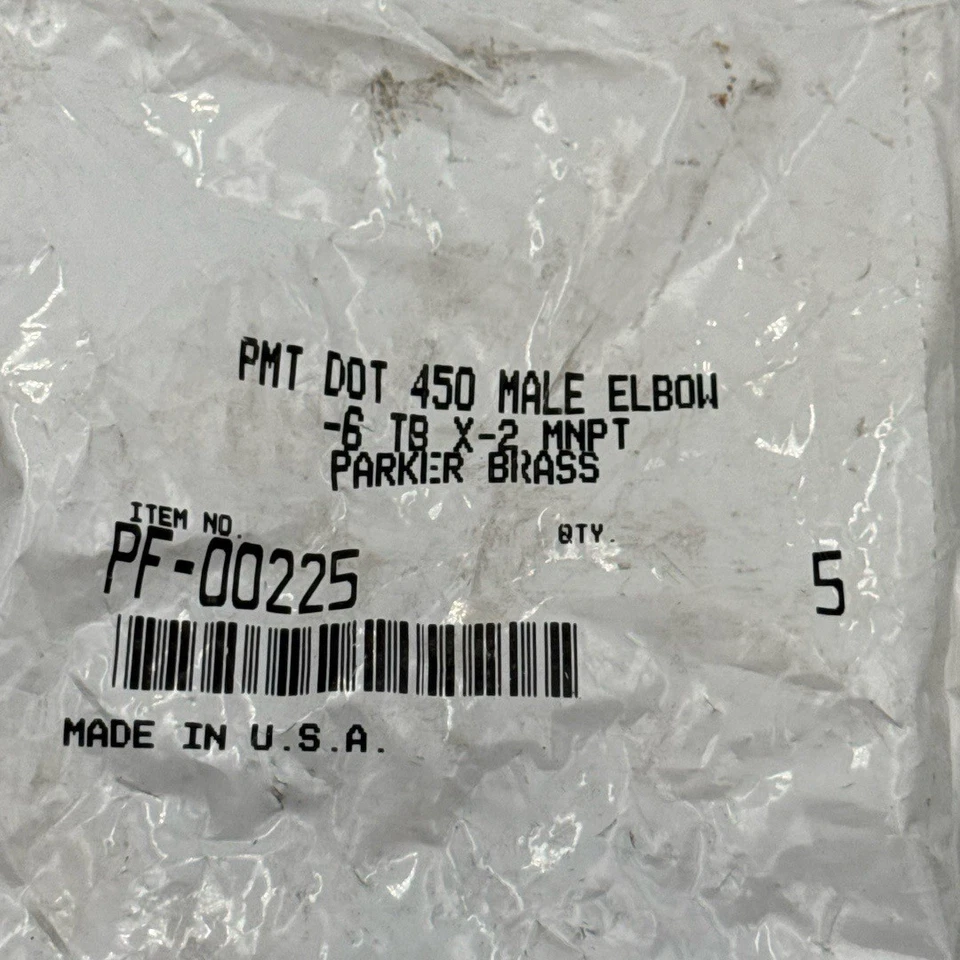 PMT DOT 450 MALE ELBOW
-6 TB X-2 MNPT
PARKER BRASS
ITEM NO. QTY.
PF-00225 5
MADE IN U.S.A.